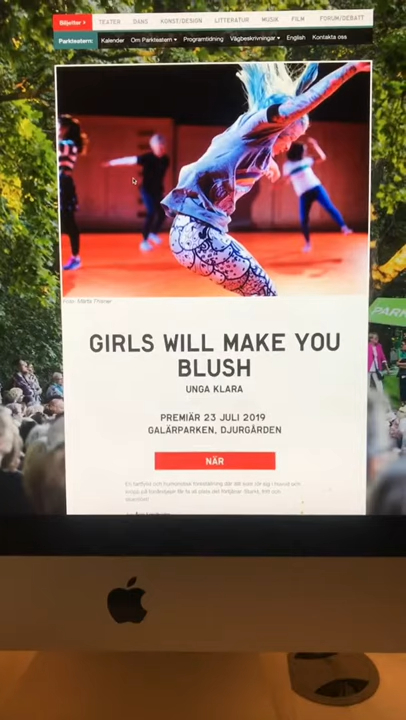 Biljetter >
TEATER DANS KONST/DESIGN LITTERATUR MUSIK FILM FORUM/DEBATT
Parkteatern: Kalender Om Parkteatern Programtidning Vägbeskrivningar English Kontakta oss
PARK
GIRLS WILL MAKE YOU
BLUSH
UNGA KLARA
PREMIÄR 23 JULI 2019
GALÄRPARKEN, DJURGÅRDEN
NÄR